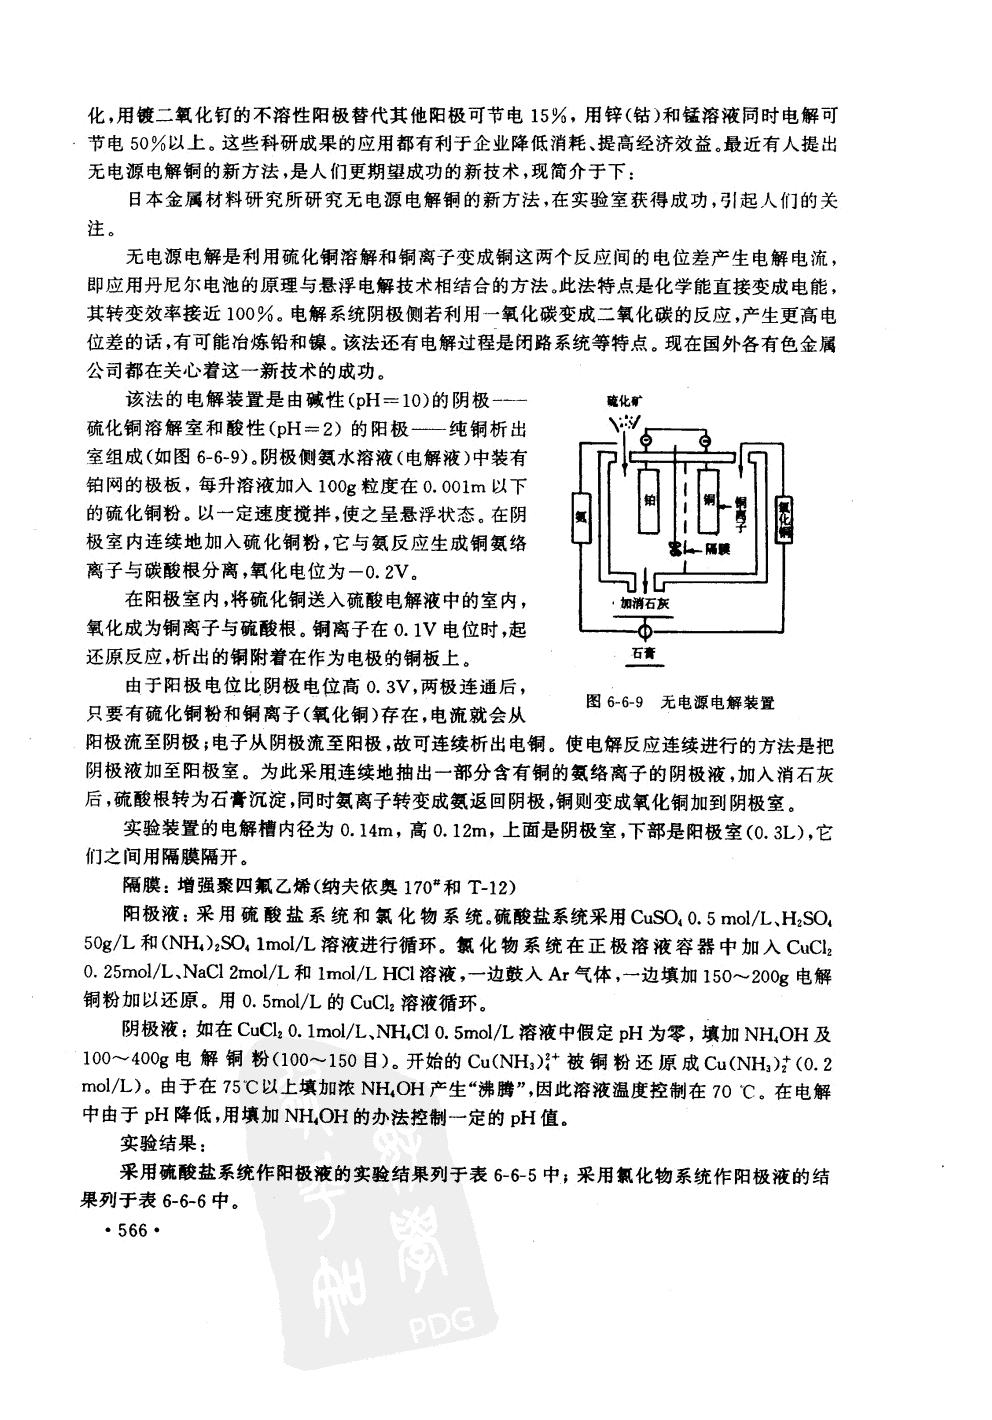 化，用镀二氧化钌的不溶性阳极替代其他阳极可节电 15%，用锌(钴)和锰溶液同时电解可
节电 50%以上。这些科研成果的应用都有利于企业降低消耗、提高经济效益。最近有人提出
无电源电解铜的新方法，是人们更期望成功的新技术，现简介于下：
日本金属材料研究所研究无电源电解铜的新方法，在实验室获得成功，引起人们的关
注。
无电源电解是利用硫化铜溶解和铜离子变成铜这两个反应间的电位差产生电解电流，
即应用丹尼尔电池的原理与悬浮电解技术相结合的方法。此法特点是化学能直接变成电能，
其转变效率接近 100%。电解系统阴极侧若利用一氧化碳变成二氧化碳的反应，产生更高电
位差的话，有可能冶炼铅和镍。该法还有电解过程是闭路系统等特点。现在国外各有色金属
公司都在关心着这一新技术的成功。
该法的电解装置是由碱性(pH=10)的阴极——
硫化铜溶解室和酸性(pH=2) 的阳极——纯铜析出
室组成(如图 6-6-9)。阴极侧氨水溶液(电解液)中装有
铂网的极板，每升溶液加入 100g 粒度在 0.001m 以下
的硫化铜粉。以一定速度搅拌，使之呈悬浮状态。在阴
极室内连续地加入硫化铜粉，它与氨反应生成铜氨络
离子与碳酸根分离，氧化电位为－0.2V。
在阳极室内，将硫化铜送入硫酸电解液中的室内，
氧化成为铜离子与硫酸根。铜离子在 0.1V 电位时，起
还原反应，析出的铜附着在作为电极的铜板上。
由于阳极电位比阴极电位高 0.3V，两极连通后，
只要有硫化铜粉和铜离子(氧化铜)存在，电流就会从
硫化矿
氨
铂
铜
铜离子
氧化铜
隔膜
加消石灰
石膏
图 6-6-9 无电源电解装置
阳极流至阴极；电子从阴极流至阳极，故可连续析出电铜。使电解反应连续进行的方法是把
阴极液加至阳极室。为此采用连续地抽出一部分含有铜的氨络离子的阴极液，加入消石灰
后，硫酸根转为石膏沉淀，同时氨离子转变成氨返回阴极，铜则变成氧化铜加到阴极室。
实验装置的电解槽内径为 0.14m，高 0.12m，上面是阴极室，下部是阳极室(0.3L)，它
们之间用隔膜隔开。
隔膜：增强聚四氟乙烯(纳夫依奥 170#和 T-12)
阳极液：采用硫酸盐系统和氯化物系统。硫酸盐系统采用 CuSO₄ 0.5 mol/L、H₂SO₄
50g/L 和(NH₄)₂SO₄ 1mol/L 溶液进行循环。氯化物系统在正极溶液容器中加入 CuCl₂
0.25mol/L、NaCl 2mol/L 和 1mol/L HCl 溶液，一边鼓入 Ar 气体，一边填加 150～200g 电解
铜粉加以还原。用 0.5mol/L 的 CuCl₂ 溶液循环。
阴极液：如在 CuCl₂ 0.1mol/L、NH₄Cl 0.5mol/L 溶液中假定 pH 为零，填加 NH₄OH 及
100～400g 电解铜粉(100～150 目)。开始的 Cu(NH₃)₄²⁺ 被铜粉还原成 Cu(NH₃)₂⁺ (0.2
mol/L)。由于在 75℃以上填加浓 NH₄OH 产生“沸腾”，因此溶液温度控制在 70 ℃。在电解
中由于 pH 降低，用填加 NH₄OH 的办法控制一定的 pH 值。
实验结果：
采用硫酸盐系统作阳极液的实验结果列于表 6-6-5 中；采用氯化物系统作阳极液的结
果列于表 6-6-6 中。
·566·
PDG